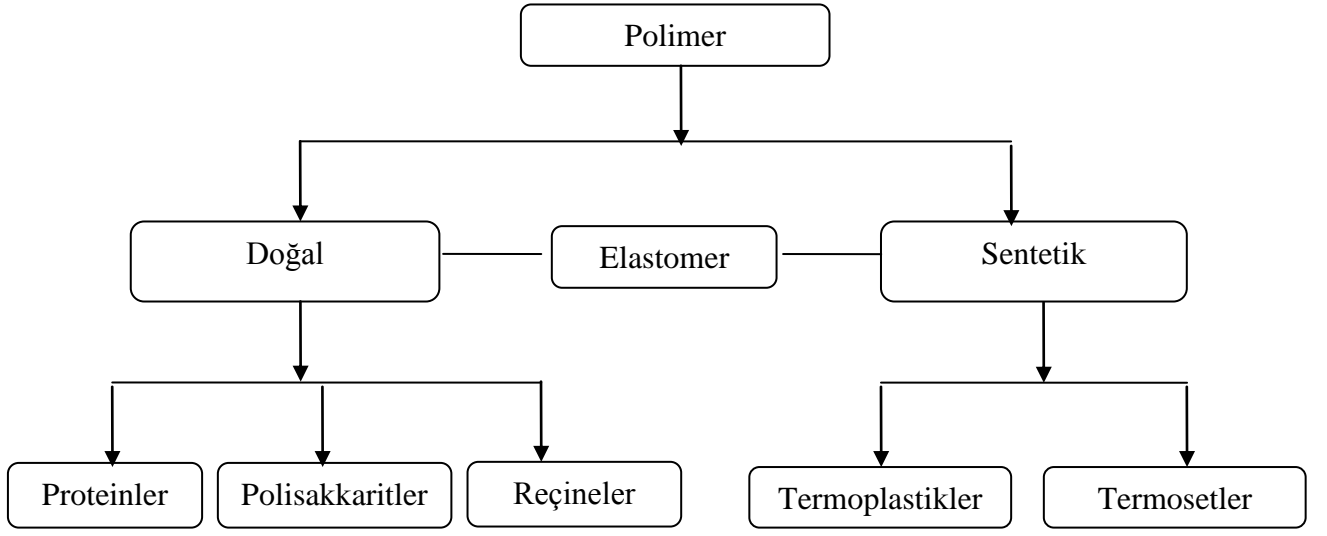 Polimer
Doğal
Elastomer
Sentetik
Proteinler
Polisakkaritler
Reçineler
Termoplastikler
Termosetler